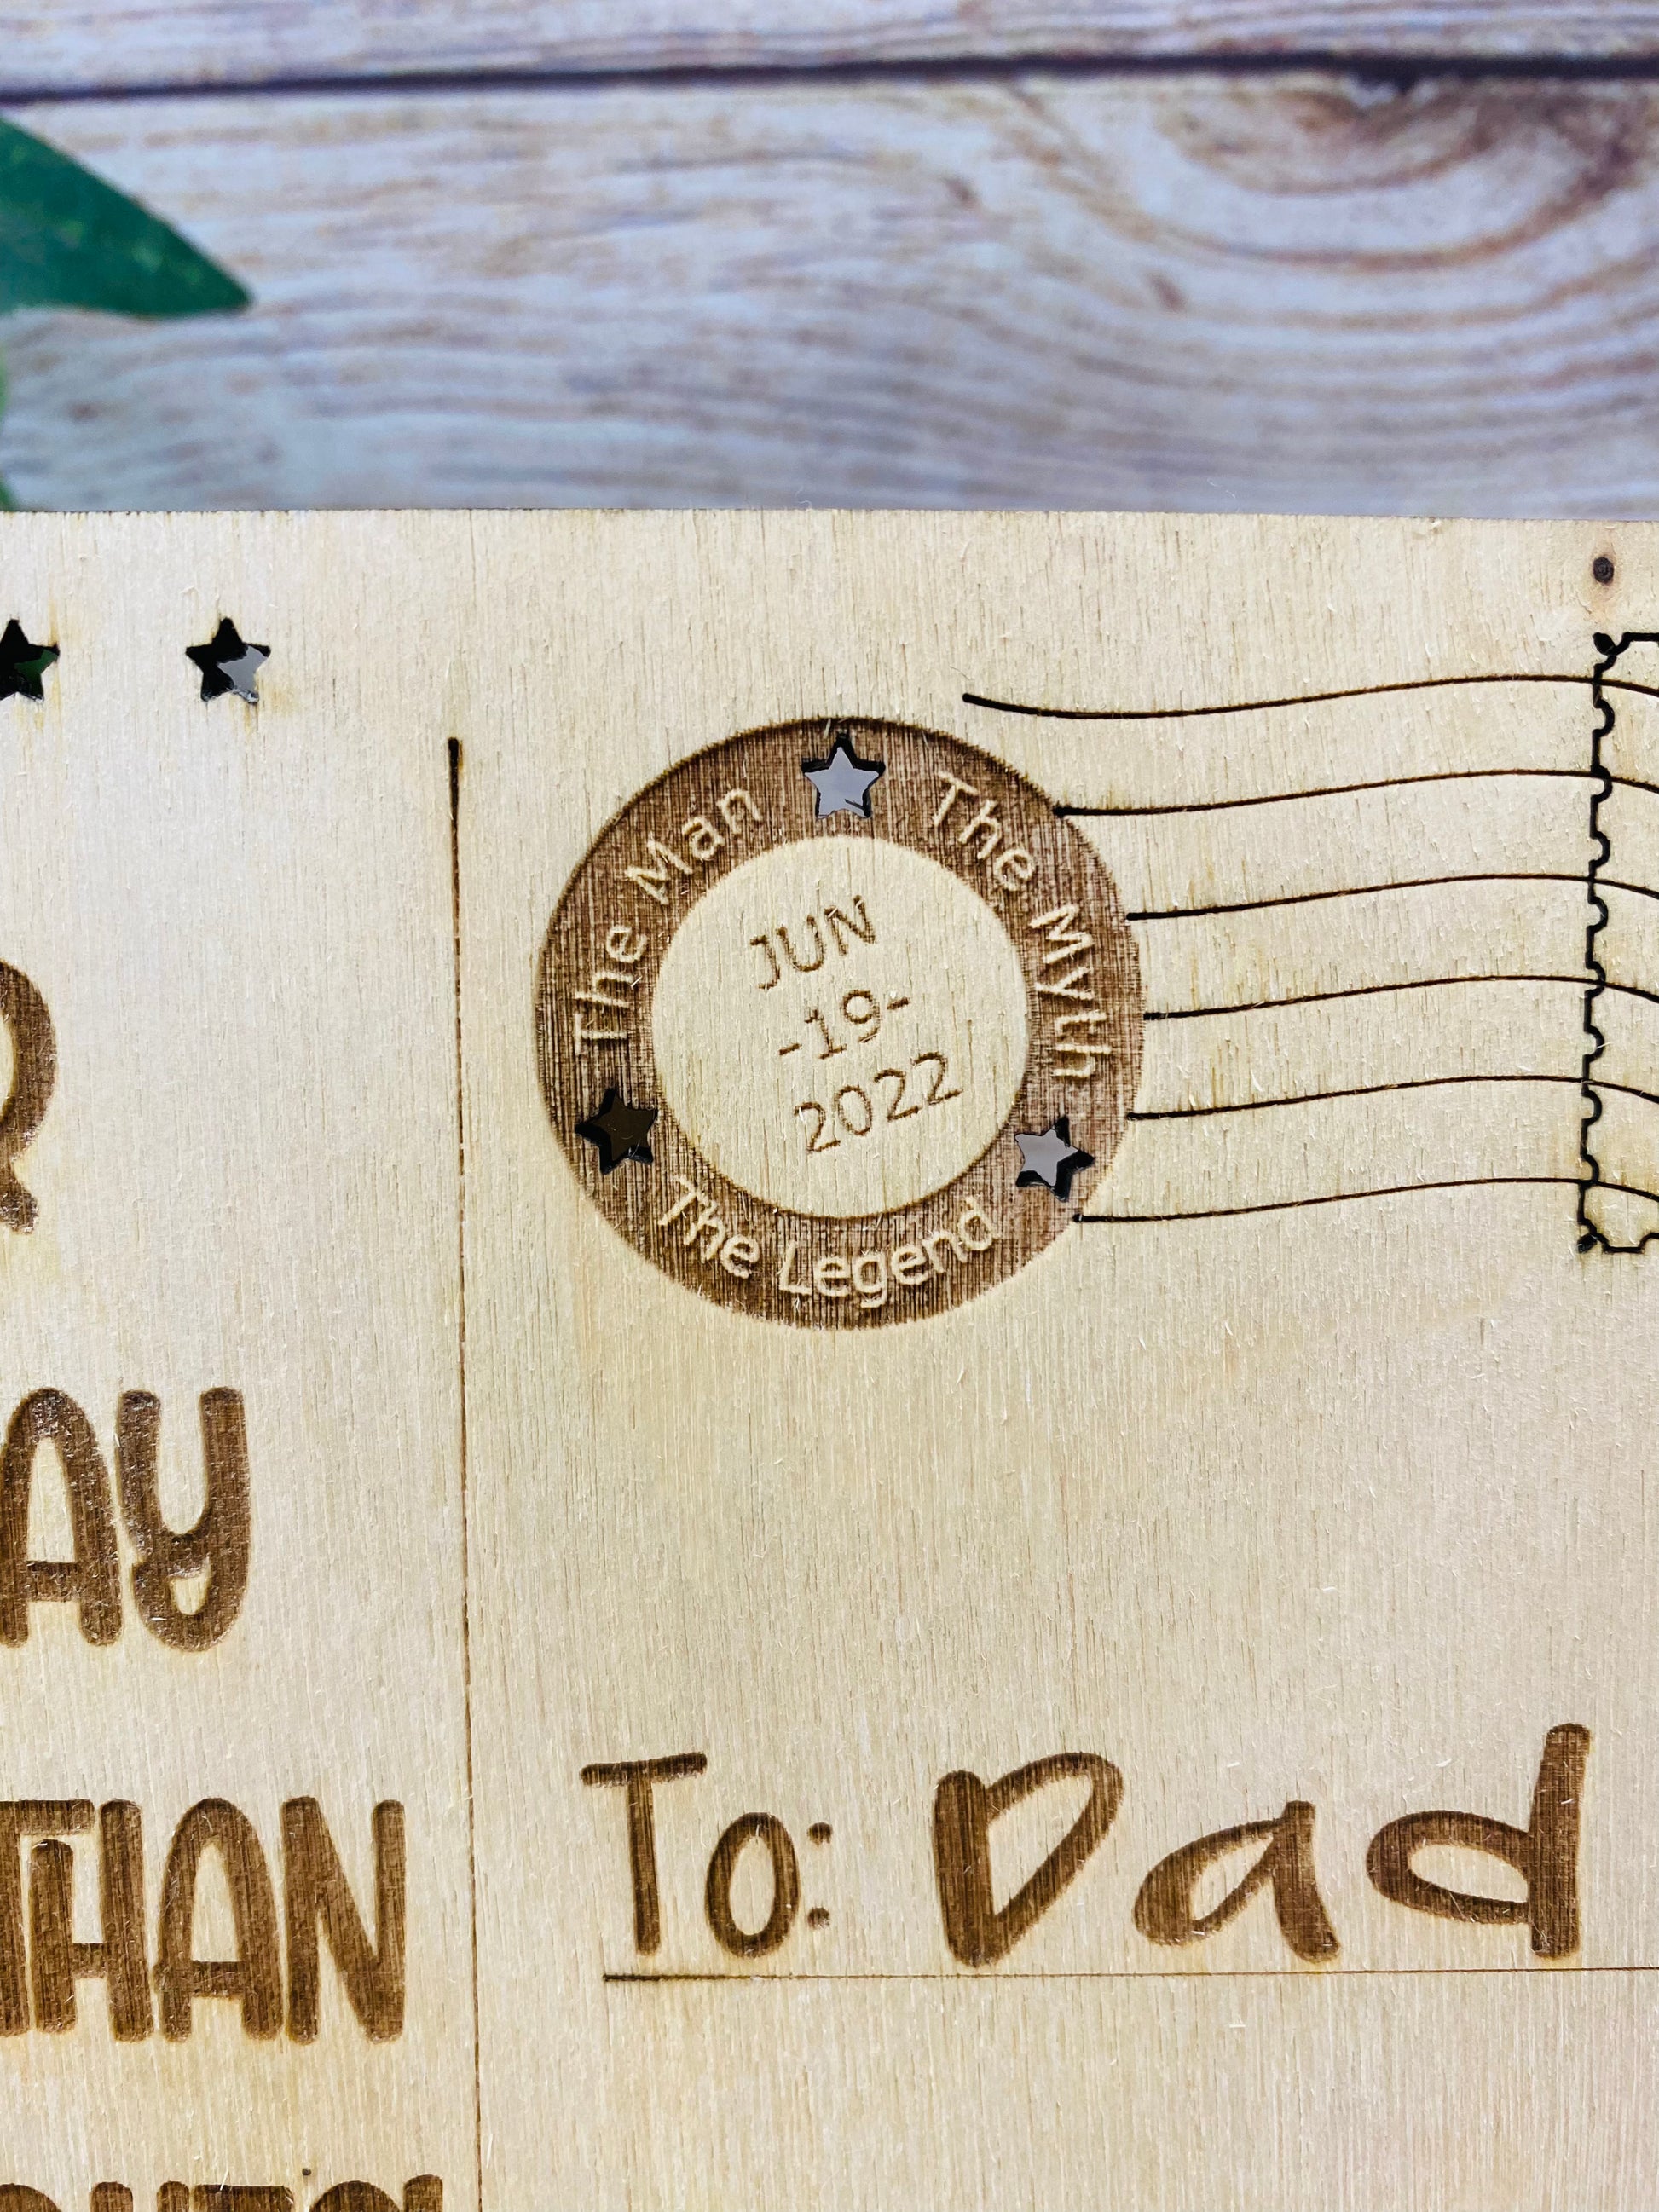 The Man
The Myth
The Legend
JUN
-19-
2022
AY
THAN
To: Dad